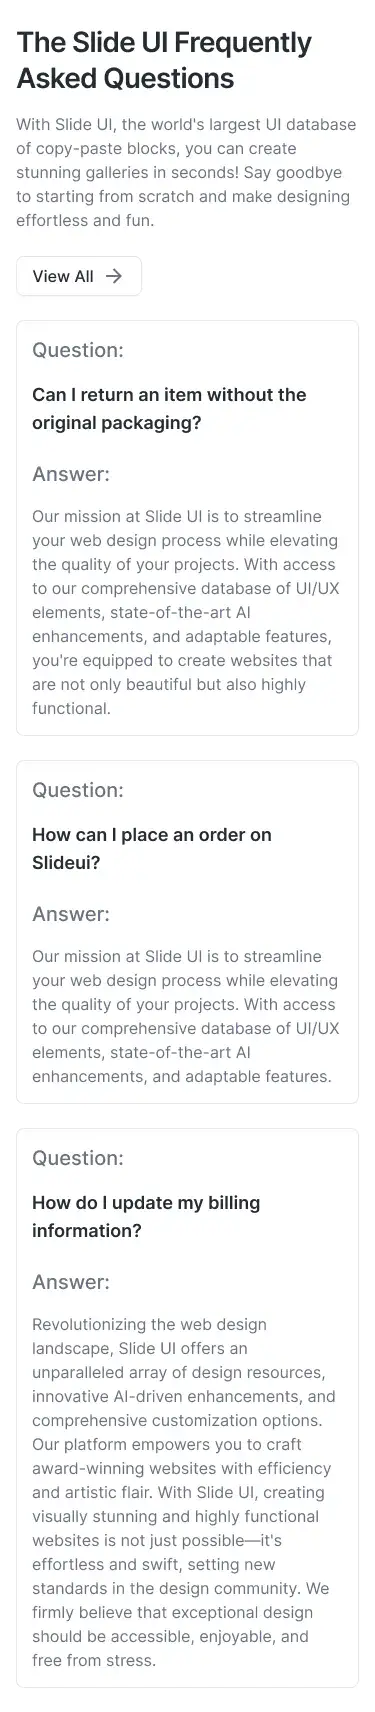 The Slide UI Frequently
Asked Questions
With Slide UI, the world's largest UI database
of copy-paste blocks, you can create
stunning galleries in seconds! Say goodbye
to starting from scratch and make designing
effortless and fun.
View All
Question:
Can I return an item without the
original packaging?
Answer:
Our mission at Slide UI is to streamline
your web design process while elevating
the quality of your projects. With access
to our comprehensive database of UI/UX
elements, state-of-the-art AI
enhancements, and adaptable features,
you're equipped to create websites that
are not only beautiful but also highly
functional.
Question:
How can I place an order on
Slideui?
Answer:
Our mission at Slide UI is to streamline
your web design process while elevating
the quality of your projects. With access
to our comprehensive database of UI/UX
elements, state-of-the-art AI
enhancements, and adaptable features.
Question:
How do I update my billing
information?
Answer:
Revolutionizing the web design
landscape, Slide UI offers an
unparalleled array of design resources,
innovative AI-driven enhancements, and
comprehensive customization options.
Our platform empowers you to craft
award-winning websites with efficiency
and artistic flair. With Slide UI, creating
visually stunning and highly functional
websites is not just possible—it's
effortless and swift, setting new
standards in the design community. We
firmly believe that exceptional design
should be accessible, enjoyable, and
free from stress.